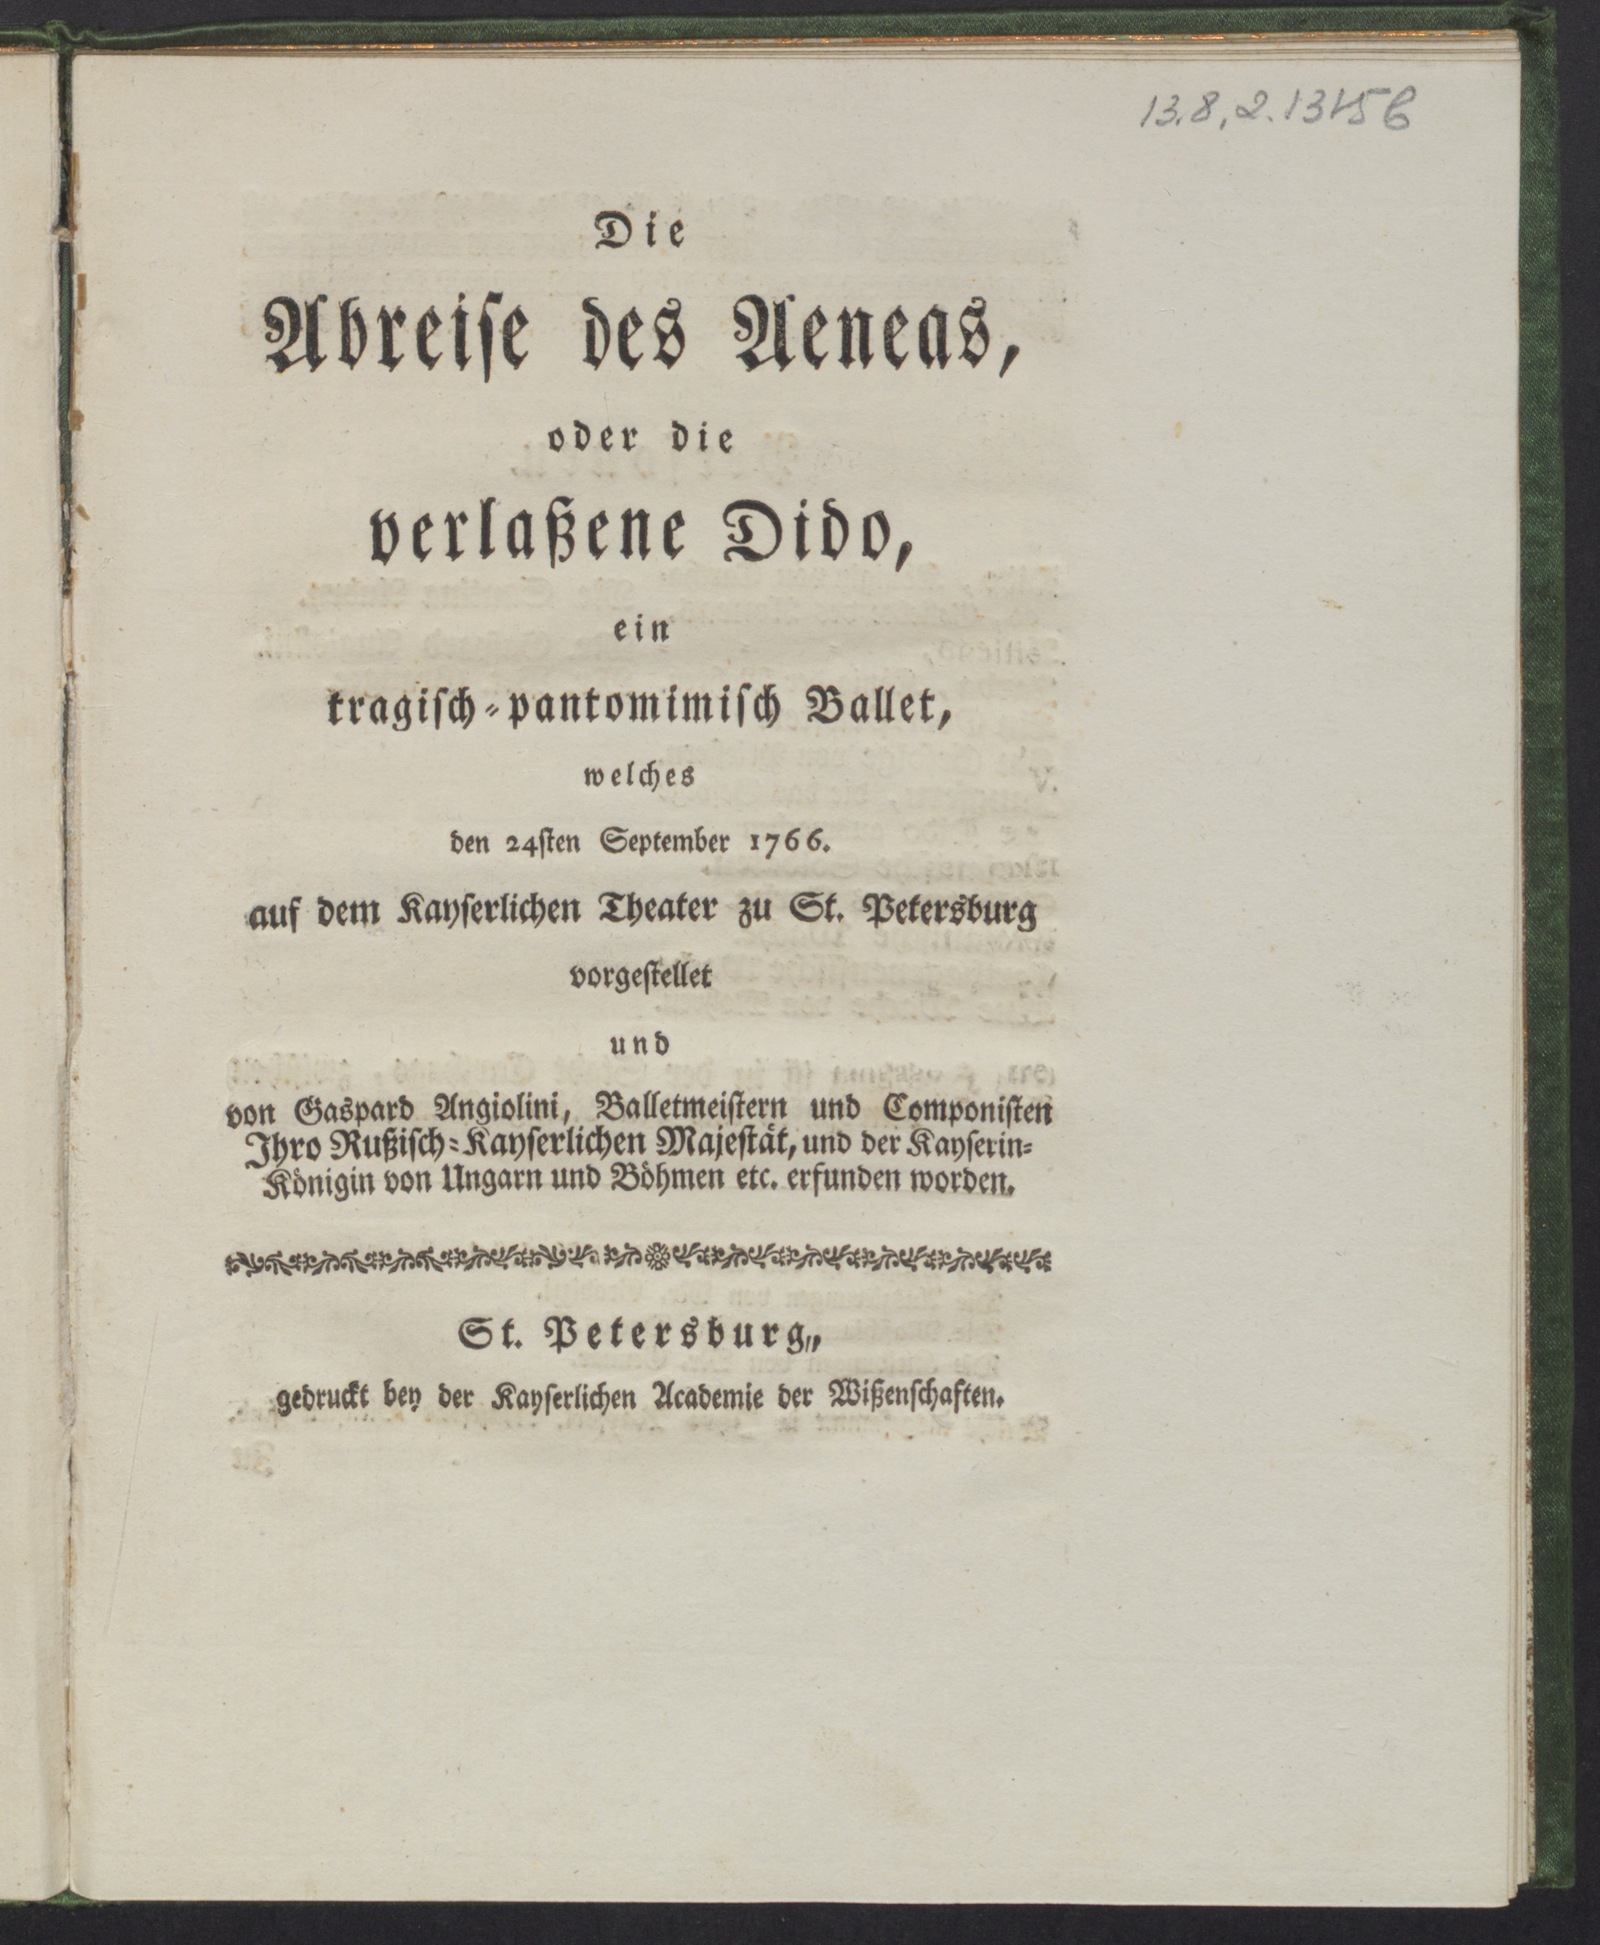 13.8.2.1315б
Die
Abreise des Aeneas,
oder die
verlaßene Dido,
ein
tragisch-pantomimisch Ballet,
welches
den 24sten September 1766.
auf dem Kayserlichen Theater zu St. Petersburg
vorgestellet
und
von Gaspard Angiolini, Balletmeistern und Componisten
Ihro Rußisch-Kayserlichen Majestät, und der Kayserin-
Königin von Ungarn und Böhmen etc. erfunden worden.
St. Petersburg,
gedruckt bey der Kayserlichen Academie der Wißenschaften.